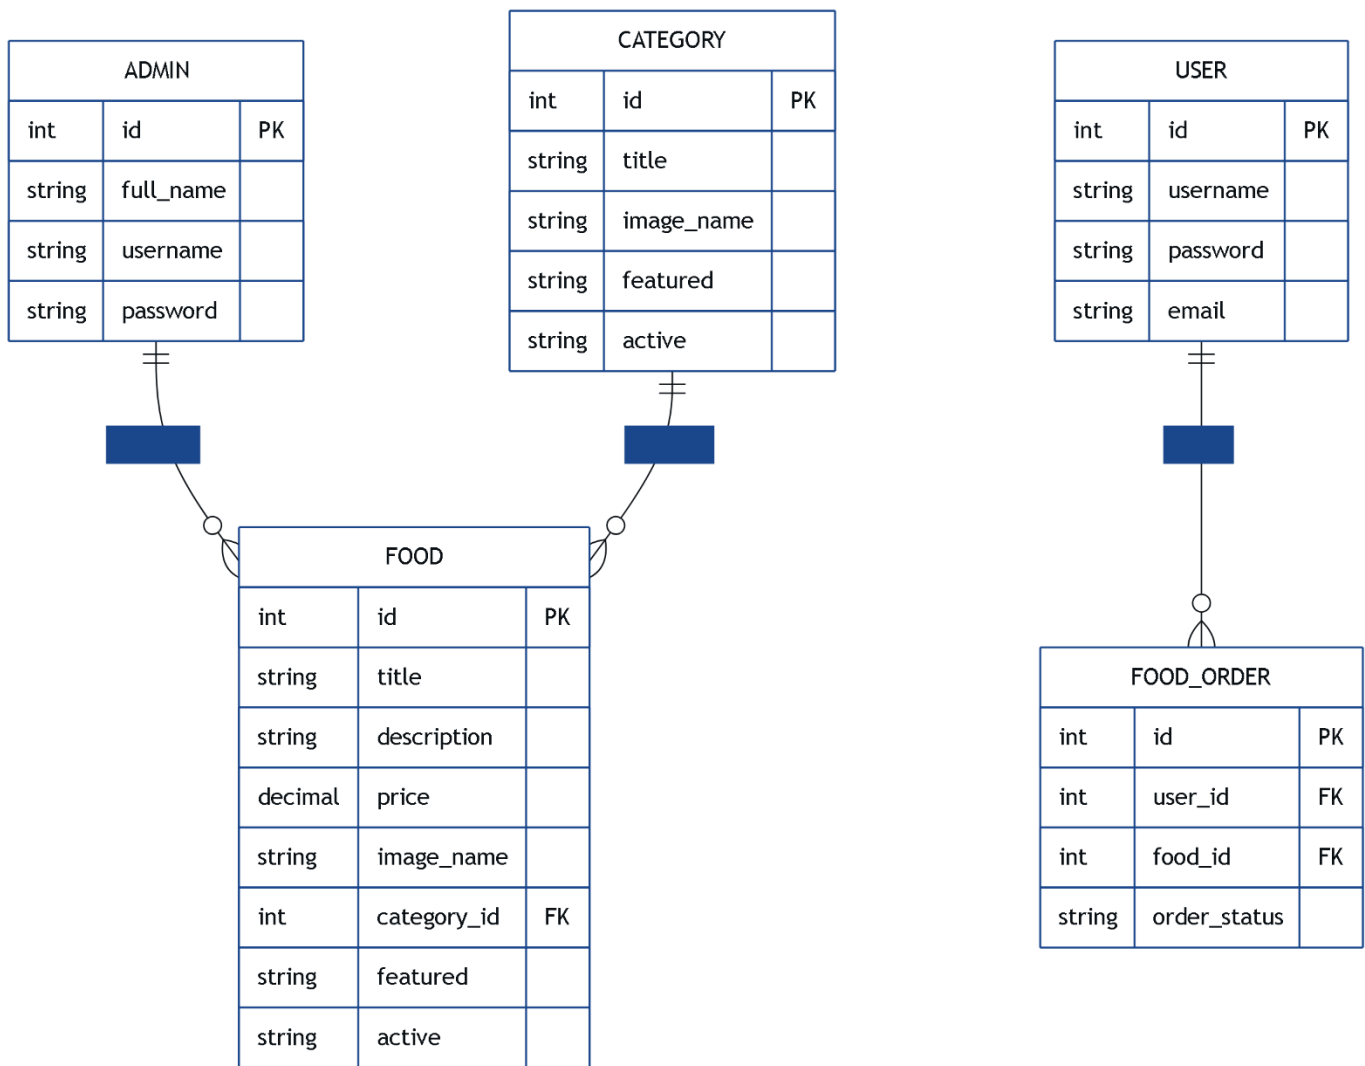 ADMIN
int id PK
string full_name
string username
string password
CATEGORY
int id PK
string title
string image_name
string featured
string active
USER
int id PK
string username
string password
string email
FOOD
int id PK
string title
string description
decimal price
string image_name
int category_id FK
string featured
string active
FOOD_ORDER
int id PK
int user_id FK
int food_id FK
string order_status